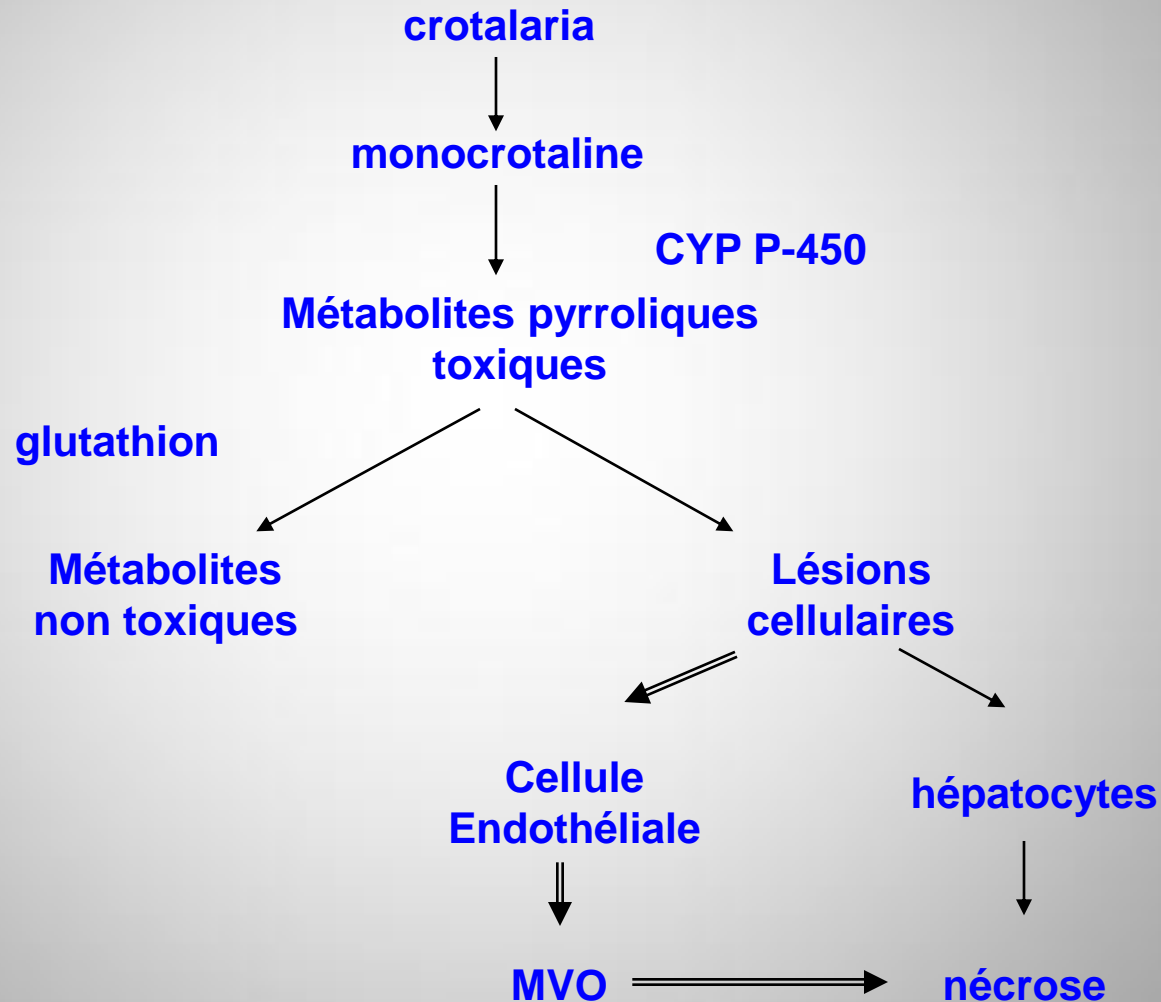 crotalaria
monocrotaline
CYP P-450
Métabolites pyrroliques
toxiques
glutathion
Métabolites
non toxiques
Lésions
cellulaires
Cellule
Endothéliale
hépatocytes
MVO
nécrose